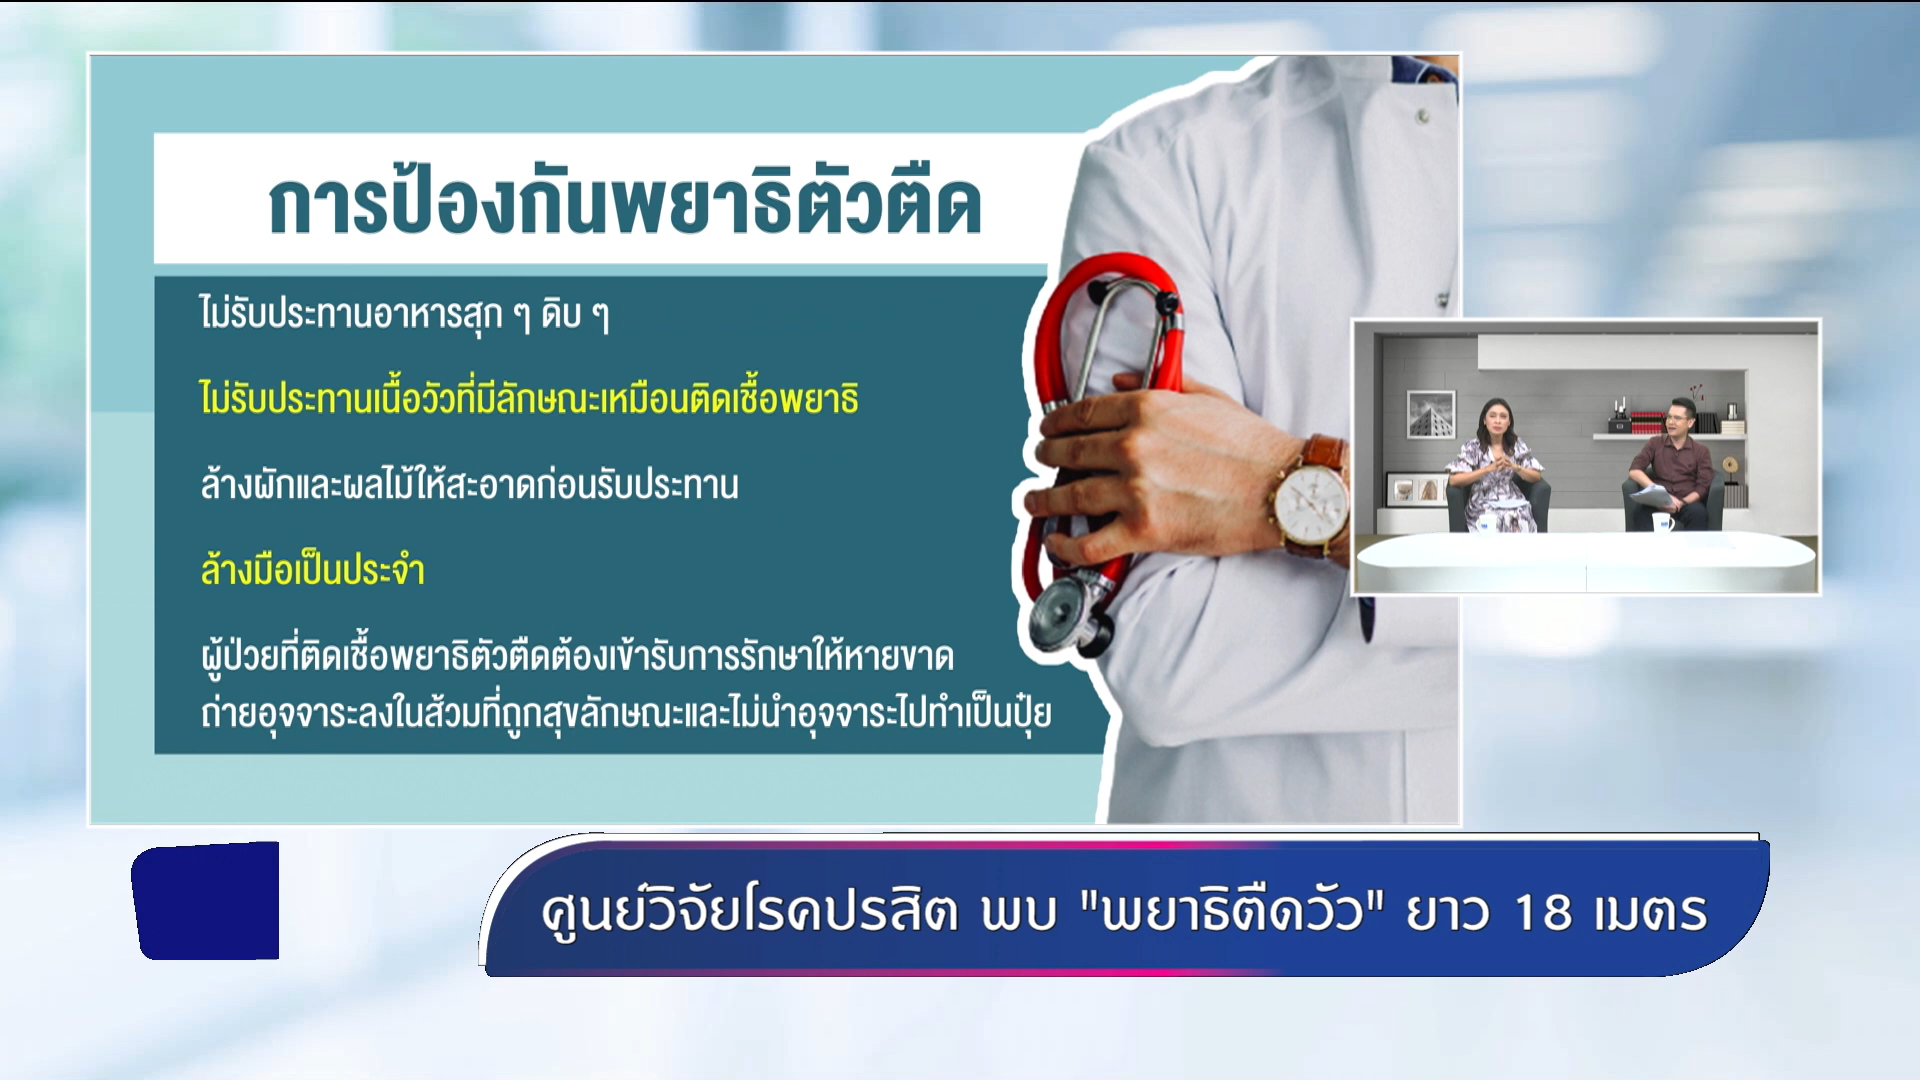 การป้องกันพยาธิตัวตืด
ไม่รับประทานอาหารสุก ๆ ดิบ ๆ
ไม่รับประทานเนื้อวัวที่มีลักษณะเหมือนติดเชื้อพยาธิ
ล้างผักและผลไม้ให้สะอาดก่อนรับประทาน
ล้างมือเป็นประจำ
ผู้ป่วยที่ติดเชื้อพยาธิตัวตืดต้องเข้ารับการรักษาให้หายขาด
ถ่ายอุจจาระลงในส้วมที่ถูกสุขลักษณะและไม่นำอุจจาระไปทำเป็นปุ๋ย
ศูนย์วิจัยโรคปรสิต พบ "พยาธิตืดวัว" ยาว 18 เมตร